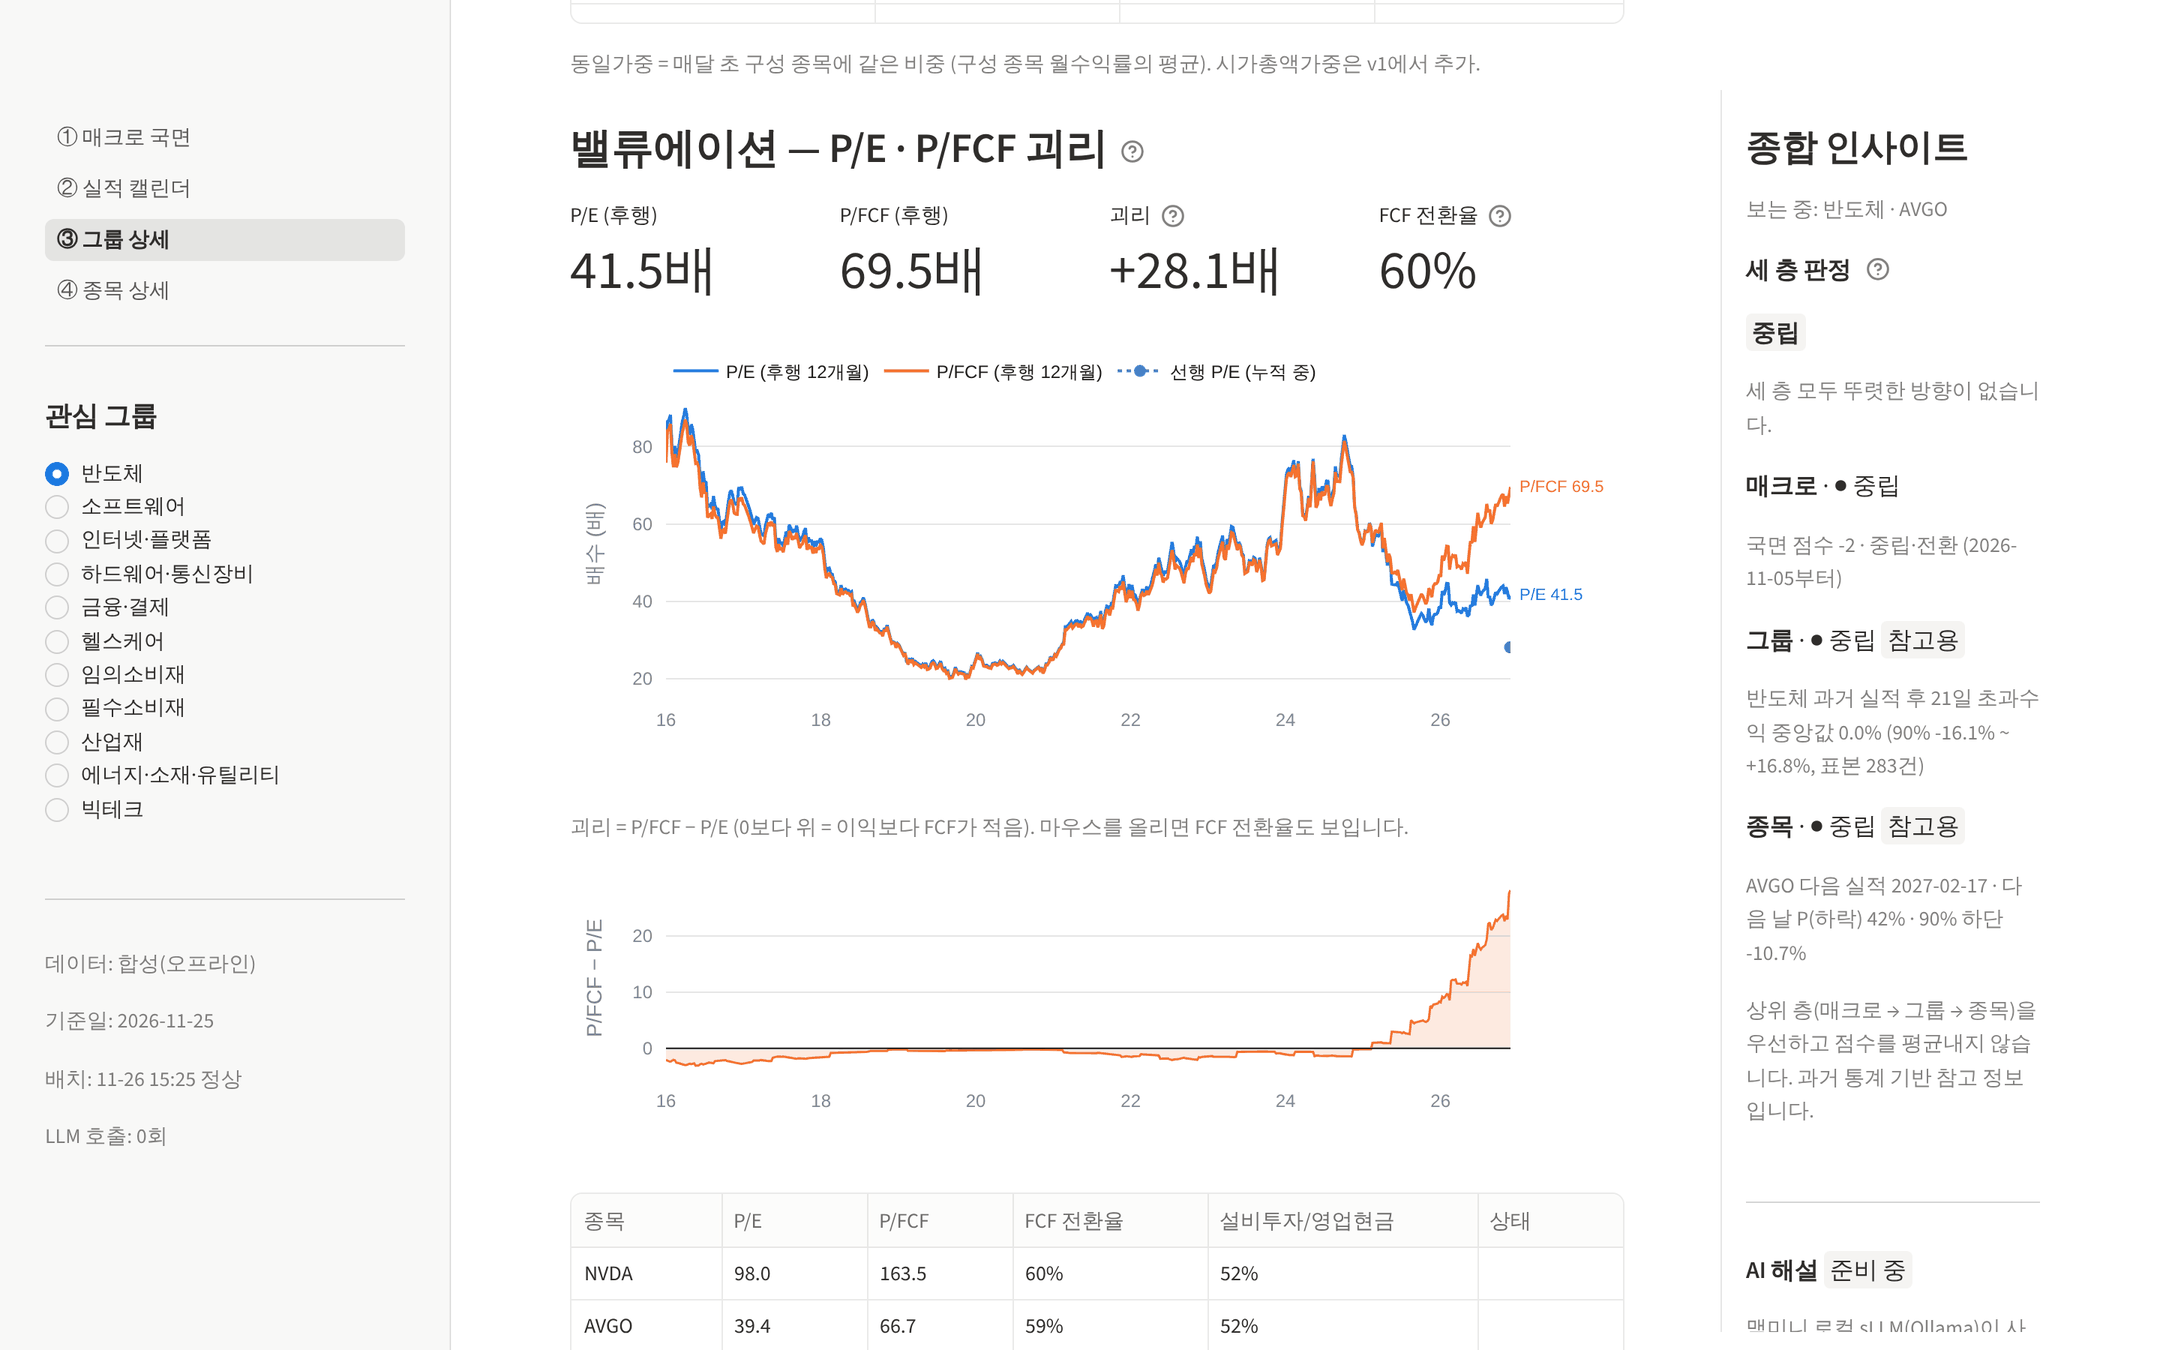 ① 매크로 국면
② 실적 캘린더
③ 그룹 상세
④ 종목 상세
관심 그룹
반도체
소프트웨어
인터넷·플랫폼
하드웨어·통신장비
금융·결제
헬스케어
임의소비재
필수소비재
산업재
에너지·소재·유틸리티
빅테크
데이터: 합성(오프라인)
기준일: 2026-11-25
배치: 11-26 15:25 정상
LLM 호출: 0회
동일가중 = 매달 초 구성 종목에 같은 비중 (구성 종목 월수익률의 평균). 시가총액가중은 v1에서 추가.
밸류에이션 — P/E · P/FCF 괴리
P/E (후행)
41.5배
P/FCF (후행)
69.5배
괴리
+28.1배
FCF 전환율
60%
P/E (후행 12개월) P/FCF (후행 12개월) 선행 P/E (누적 중)
배수 (배)
80
60
40
20
P/FCF 69.5
P/E 41.5
16 18 20 22 24 26
괴리 = P/FCF − P/E (0보다 위 = 이익보다 FCF가 적음). 마우스를 올리면 FCF 전환율도 보입니다.
P/FCF − P/E
20
10
0
16 18 20 22 24 26
종목 P/E P/FCF FCF 전환율 설비투자/영업현금 상태
NVDA 98.0 163.5 60% 52%
AVGO 39.4 66.7 59% 52%
종합 인사이트
보는 중: 반도체 · AVGO
세 층 판정
중립
세 층 모두 뚜렷한 방향이 없습니
다.
매크로 · ● 중립
국면 점수 -2 · 중립·전환 (2026-
11-05부터)
그룹 · ● 중립 참고용
반도체 과거 실적 후 21일 초과수
익 중앙값 0.0% (90% -16.1% ~
+16.8%, 표본 283건)
종목 · ● 중립 참고용
AVGO 다음 실적 2027-02-17 · 다
음 날 P(하락) 42% · 90% 하단
-10.7%
상위 층(매크로 → 그룹 → 종목)을
우선하고 점수를 평균내지 않습
니다. 과거 통계 기반 참고 정보
입니다.
AI 해설 준비 중
맥미니 로컬 sLLM(Ollama)이 사